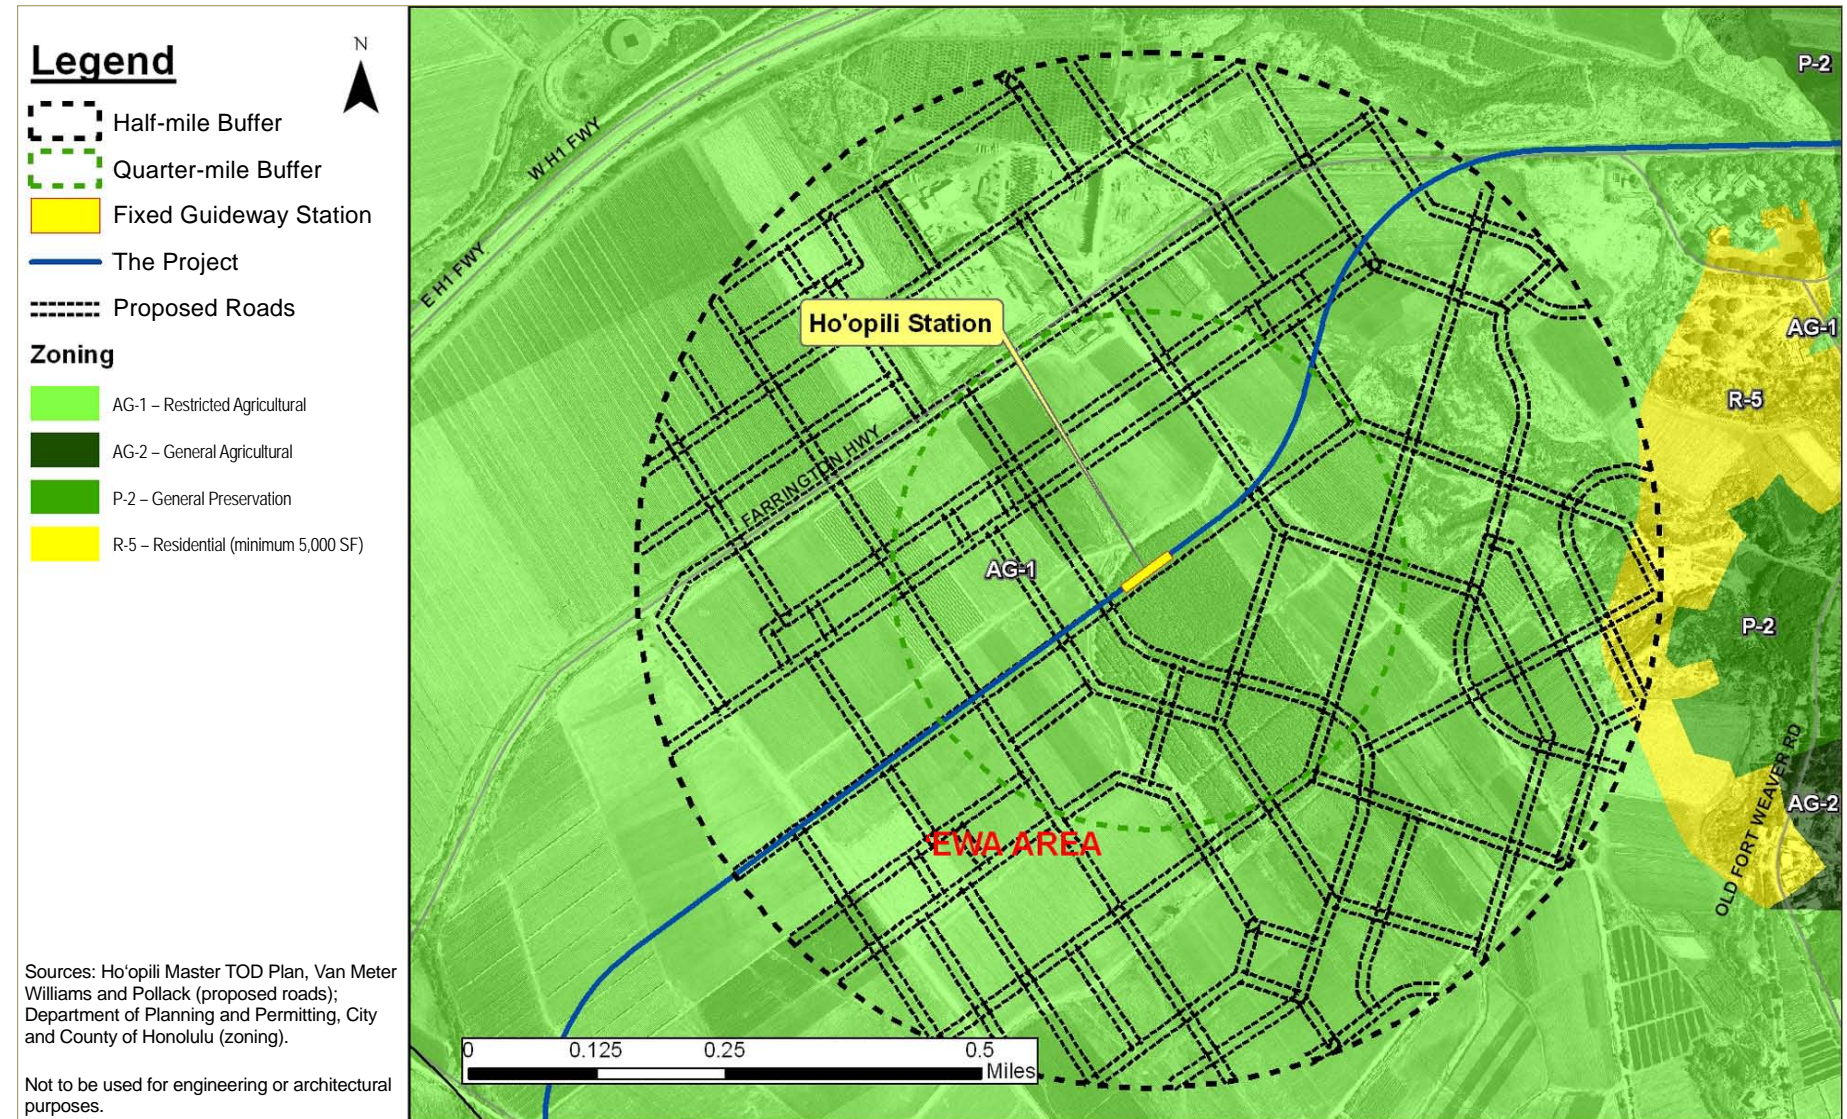 Legend
N
Half-mile Buffer
Quarter-mile Buffer
Fixed Guideway Station
The Project
Proposed Roads
Zoning
AG-1 – Restricted Agricultural
AG-2 – General Agricultural
P-2 – General Preservation
R-5 – Residential (minimum 5,000 SF)
Sources: Ho‘opili Master TOD Plan, Van Meter
Williams and Pollack (proposed roads);
Department of Planning and Permitting, City
and County of Honolulu (zoning).
Not to be used for engineering or architectural
purposes.
W H1 FWY
E H1 FWY
P-2
Ho'opili Station
AG-1
R-5
FARRINGTON HWY
AG-1
P-2
OLD FORT WEAVER RD
AG-2
'EWA AREA
0 0.125 0.25 0.5
Miles